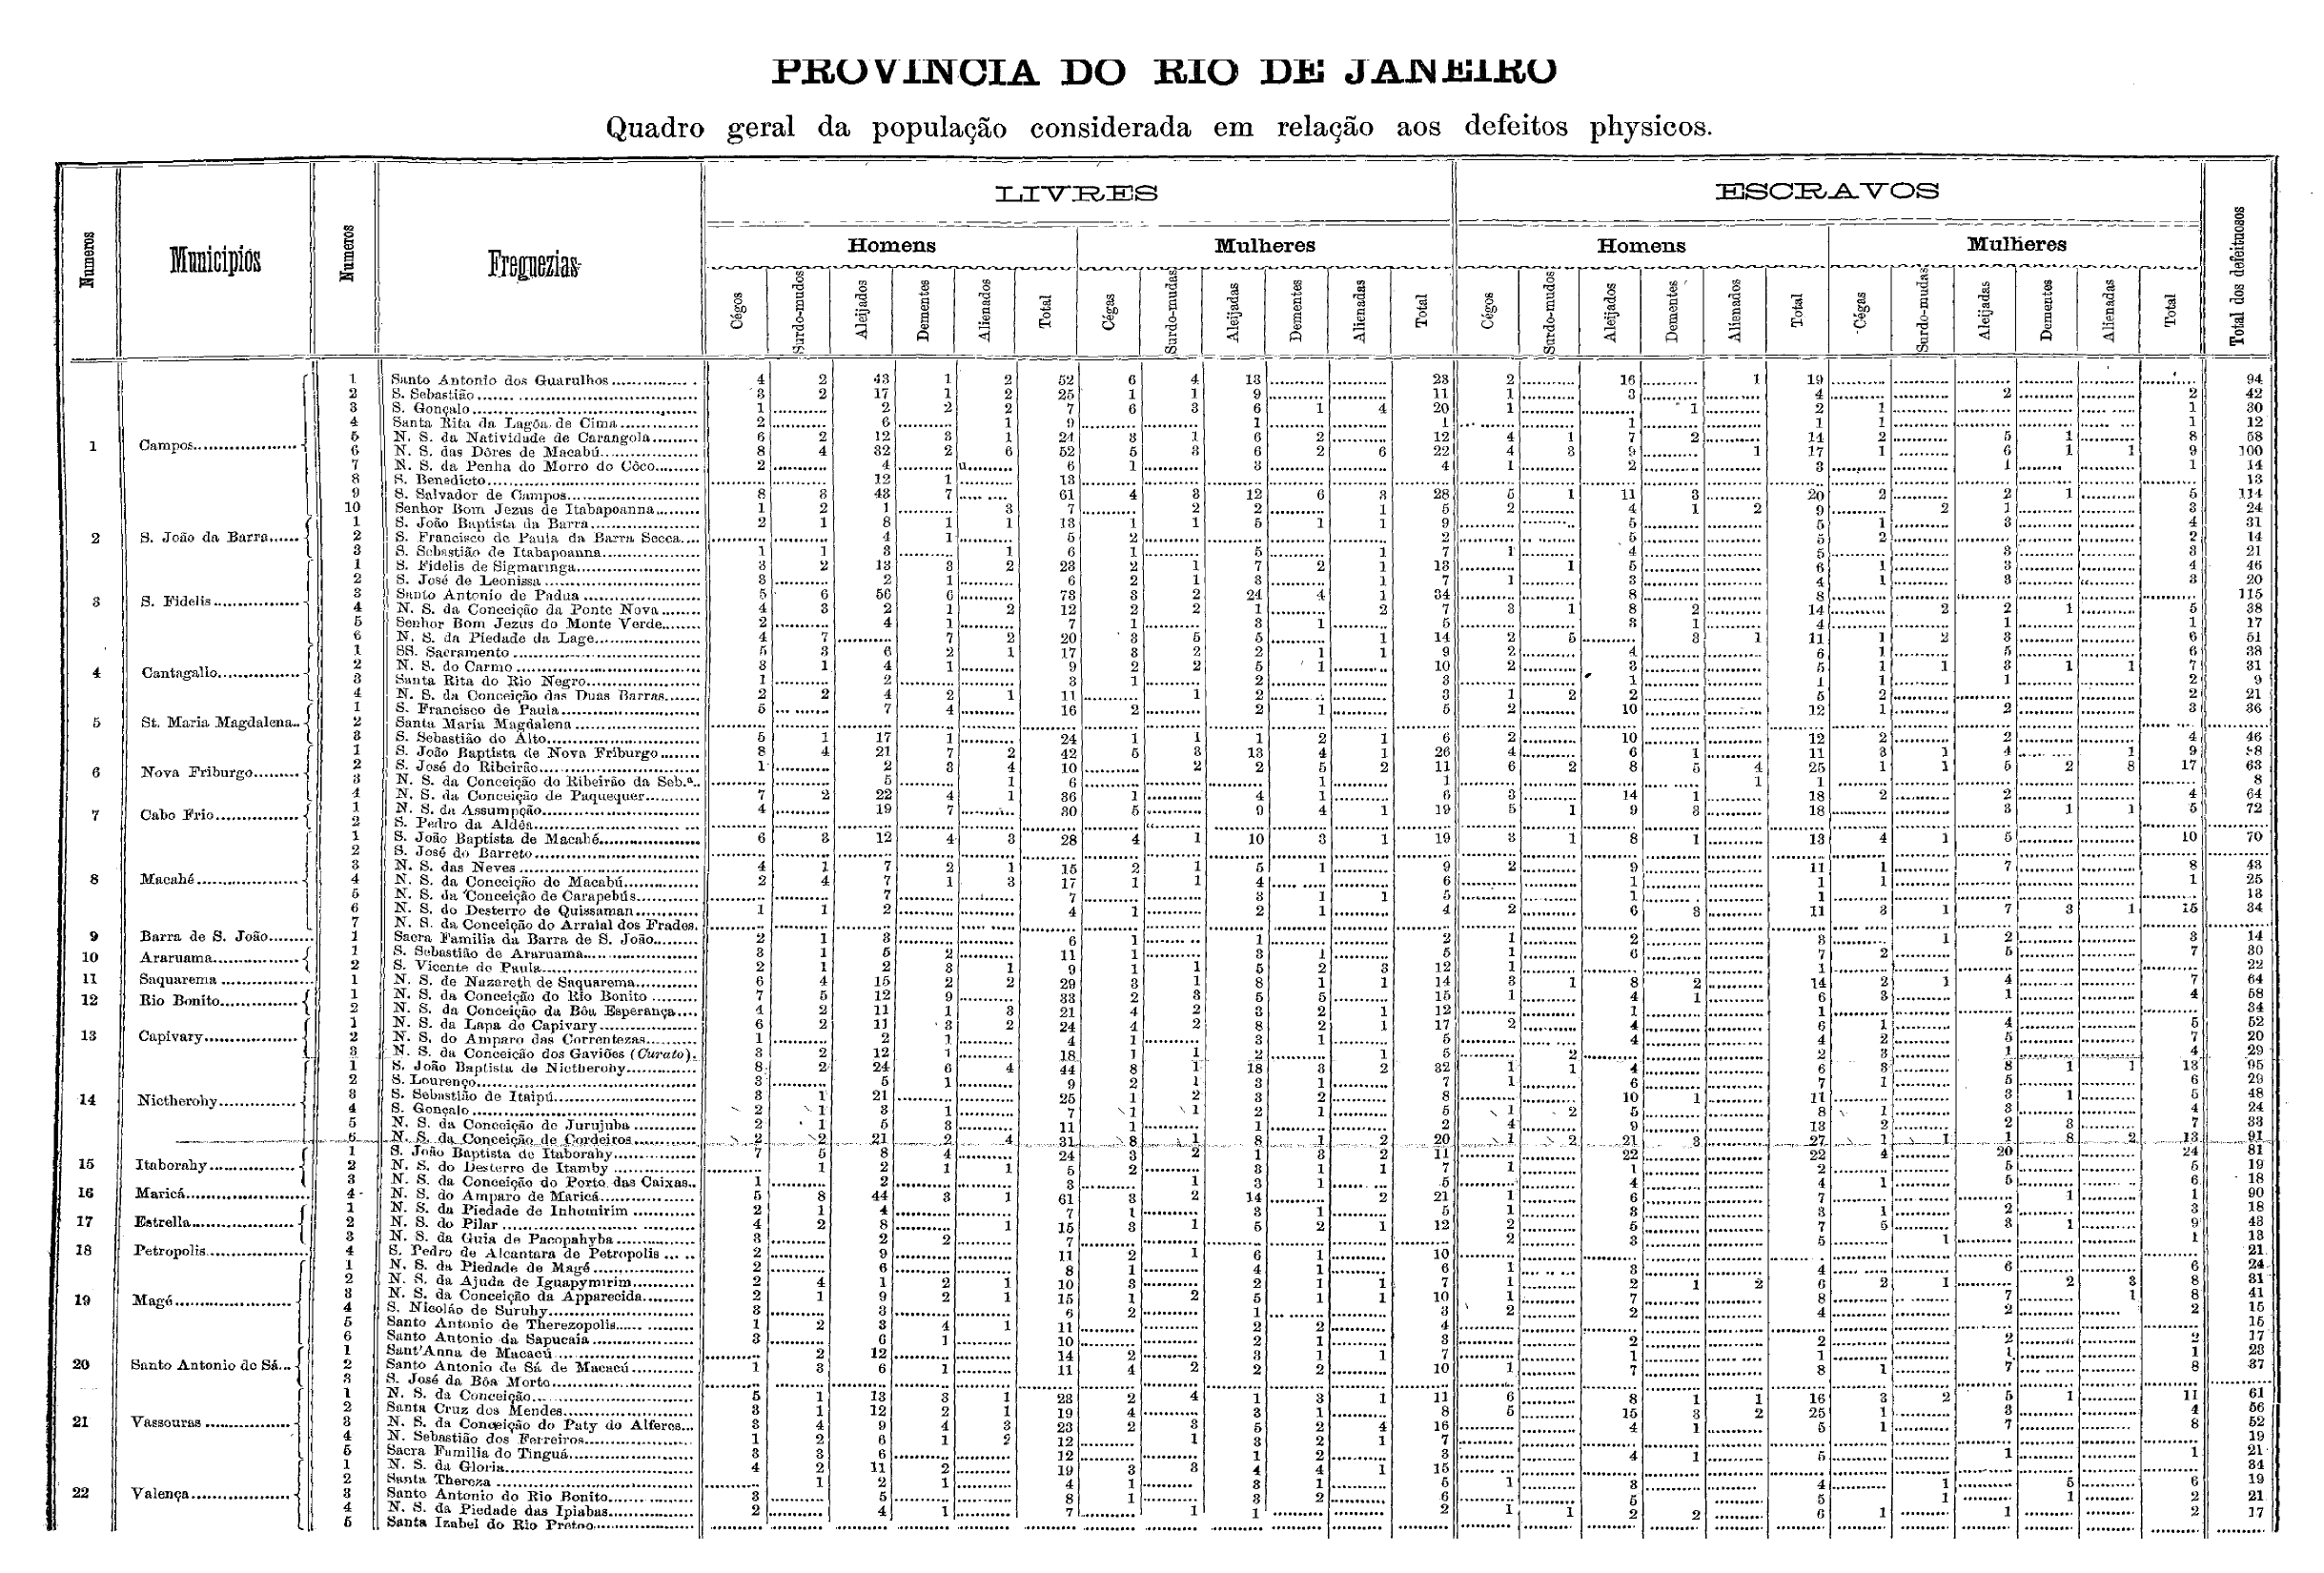 PROVINCIA DO RIO DE JANEIRO
Quadro geral da população considerada em relação aos defeitos physicos.
LIVRES ESCRAVOS
Numeros Municipios Numeros Freguezias Homens Mulheres Homens Mulheres Total dos defeituosos
Cégos Surdo-mudos Aleijados Dementes Alienados Total Cégas Surdo-mudas Aleijadas Dementes Alienadas Total Cégos Surdo-mudos Aleijados Dementes Alienados Total Cégas Surdo-mudas Aleijadas Dementes Alienadas Total
1 Santo Antonio dos Guarulhos 4 2 43 1 2 52 6 4 13 23 2 16 1 19 94
2 S. Sebastião 3 2 17 1 2 25 1 1 9 11 1 3 4 2 2 42
3 S. Gonçalo 1 2 2 2 7 6 3 6 1 4 20 1 1 2 1 1 30
4 Santa Rita da Lagôa de Cima 2 6 1 9 1 1 1 1 1 1 12
1 Campos 5 N. S. da Natividade de Carangola 6 2 12 3 1 24 3 1 6 2 12 4 1 7 2 14 2 5 1 8 58
6 N. S. das Dôres de Macabú 8 4 32 2 6 52 5 3 6 2 6 22 4 3 9 1 17 1 6 1 1 9 100
7 N. S. da Penha do Morro do Côco 2 4 6 1 3 4 1 2 3 1 1 14
8 S. Benedicto 12 1 13 13
9 S. Salvador de Campos 8 3 43 7 61 4 3 12 6 3 28 5 1 11 3 20 2 2 1 5 114
10 Senhor Bom Jezus de Itabapoanna 1 2 1 3 7 2 2 1 5 2 4 1 2 9 2 1 3 24
1 S. João Baptista da Barra 2 1 8 1 1 13 1 1 5 1 1 9 5 5 1 3 4 31
2 S. João da Barra 2 S. Francisco de Paula da Barra Secca 4 1 5 2 2 5 5 2 2 14
3 S. Sebastião de Itabapoanna 1 1 3 1 6 1 5 1 7 1 4 5 3 3 21
1 S. Fidelis de Sigmaringa 3 2 13 3 2 23 2 1 7 2 1 13 1 5 6 1 3 4 46
2 S. José de Leonissa 3 2 1 6 2 1 3 1 7 1 3 4 1 3 3 20
3 S. Fidelis 3 Santo Antonio de Padua 5 6 56 6 73 3 2 24 4 1 34 8 8 115
4 N. S. da Conceição da Ponte Nova 4 3 2 1 2 12 2 2 1 2 7 3 1 8 2 14 2 2 1 5 38
5 Senhor Bom Jezus do Monte Verde 2 4 1 7 1 3 1 5 3 1 4 1 1 17
6 N. S. da Piedade da Lage 4 7 7 2 20 3 5 5 1 14 2 5 3 1 11 1 2 3 6 51
1 SS. Sacramento 5 3 6 2 1 17 3 2 2 1 1 9 2 4 6 1 5 6 38
2 N. S. do Carmo 3 1 4 1 9 2 2 5 1 10 2 3 5 1 1 3 1 1 7 31
4 Cantagallo 3 Santa Rita do Rio Negro 1 2 3 1 2 3 1 1 1 1 2 9
4 N. S. da Conceição das Duas Barras 2 2 4 2 1 11 1 2 3 1 2 2 5 2 2 21
1 S. Francisco de Paula 5 7 4 16 2 2 1 5 2 10 12 1 2 3 36
5 St. Maria Magdalena 2 Santa Maria Magdalena
3 S. Sebastião do Alto 5 1 17 1 24 1 1 1 2 1 6 2 10 12 2 2 4 46
1 S. João Baptista de Nova Friburgo 8 4 21 7 2 42 5 3 13 4 1 26 4 6 1 11 3 1 4 1 9 88
6 Nova Friburgo 2 S. José do Ribeirão 1 2 3 4 10 2 2 5 2 11 6 2 8 5 4 25 1 1 5 2 8 17 63
3 N. S. da Conceição do Ribeirão da Seb.ª 5 1 6 1 1 1 1 8
4 N. S. da Conceição de Paquequer 7 2 22 4 1 36 1 4 1 6 3 14 1 18 2 2 4 64
7 Cabo Frio 1 N. S. da Assumpção 4 19 7 30 5 9 4 1 19 5 1 9 3 18 3 1 1 5 72
2 S. Pedro da Aldêa
1 S. João Baptista de Macahé 6 3 12 4 3 28 4 1 10 3 1 19 3 1 8 1 13 4 1 5 10 70
2 S. José do Barreto
3 N. S. das Neves 4 1 7 2 1 15 2 1 5 1 9 2 9 11 1 7 8 43
8 Macahé 4 N. S. da Conceição de Macabú 2 4 7 1 3 17 1 1 4 6 1 1 1 1 25
5 N. S. da Conceição de Carapebús 7 7 3 1 1 5 1 1 13
6 N. S. do Desterro de Quissaman 1 1 2 4 1 2 1 4 2 6 3 11 3 1 7 3 1 15 34
7 N. S. da Conceição do Arraial dos Frades.
9 Barra de S. João 1 Sacra Familia da Barra de S. João 2 1 3 6 1 1 2 1 2 3 1 2 3 14
10 Araruama 1 S. Sebastião de Araruama 3 1 5 2 11 1 3 1 5 1 6 7 2 5 7 30
2 S. Vicente de Paula 2 1 2 3 1 9 1 1 5 2 3 12 1 1 22
11 Saquarema 1 N. S. de Nazareth de Saquarema 6 4 15 2 2 29 3 1 8 1 1 14 3 1 8 2 14 2 1 4 7 64
12 Rio Bonito 1 N. S. da Conceição do Rio Bonito 7 5 12 9 33 2 3 5 5 15 1 4 1 6 3 1 4 58
2 N. S. da Conceição da Bôa Esperança 4 2 11 1 3 21 4 2 3 2 1 12 1 1 34
1 N. S. da Lapa do Capivary 6 2 11 3 2 24 4 2 8 2 1 17 2 4 6 1 4 5 52
13 Capivary 2 N. S. do Amparo das Correntezas 1 2 1 4 1 3 1 5 4 4 2 5 7 20
3 N. S. da Conceição dos Gaviões (Curato). 3 2 12 1 18 1 1 2 1 5 2 2 3 1 4 29
1 S. João Baptista de Nictherohy 8 2 24 6 4 44 8 1 18 3 2 32 1 1 4 6 3 8 1 1 13 95
2 S. Lourenço 3 5 1 9 2 1 3 1 7 1 6 7 1 5 6 29
14 Nictherohy 3 S. Sebastião de Itaipú 3 1 21 25 1 2 3 2 8 10 1 11 3 1 5 48
4 S. Gonçalo 2 1 3 1 7 1 1 2 1 5 1 2 5 8 1 3 4 24
5 N. S. da Conceição de Jurujuba 2 1 5 3 11 1 1 2 4 9 13 2 2 3 7 33
6 N. S. da Conceição de Cordeiros 2 2 21 2 4 31 8 1 8 1 2 20 1 2 21 3 27 1 1 1 8 2 13 91
1 S. João Baptista de Itaborahy 7 5 8 4 24 3 2 1 3 2 11 22 22 4 20 24 81
15 Itaborahy 2 N. S. do Desterro de Itamby 1 2 1 1 5 2 3 1 1 7 1 1 2 5 5 19
3 N. S. da Conceição do Porto das Caixas 1 2 3 1 3 1 5 4 4 1 5 6 18
16 Maricá 4 N. S. do Amparo de Maricá 5 8 44 3 1 61 3 2 14 2 21 1 6 7 1 1 90
1 N. S. da Piedade de Inhomirim 2 1 4 7 1 3 1 5 1 3 3 1 2 3 18
17 Estrella 2 N. S. do Pilar 4 2 8 1 15 3 1 5 2 1 12 2 5 7 5 3 1 9 43
3 N. S. da Guia de Pacopahyba 3 2 2 7 2 3 5 1 1 13
18 Petropolis 4 S. Pedro de Alcantara de Petropolis 2 9 11 2 1 6 1 10 21
1 N. S. da Piedade de Magé 2 6 8 1 4 1 6 1 3 4 6 6 24
2 N. S. da Ajuda de Iguapymirim 2 4 1 2 1 10 3 2 1 1 7 1 2 1 2 6 2 1 2 3 8 31
19 Magé 3 N. S. da Conceição da Apparecida 2 1 9 2 1 15 1 2 5 1 1 10 1 7 8 7 1 8 41
4 S. Nicoláo de Suruhy 3 3 6 2 1 3 2 2 4 2 2 15
5 Santo Antonio de Therezopolis 1 2 3 4 1 11 2 2 4 15
6 Santo Antonio da Sapucaia 3 6 1 10 2 1 3 2 2 2 2 17
1 Sant'Anna de Macacú 2 12 14 2 3 1 1 7 1 1 1 1 23
20 Santo Antonio de Sá 2 Santo Antonio de Sá de Macacú 1 3 6 1 11 4 2 2 2 10 1 7 8 1 7 8 37
3 S. José da Bôa Morto
1 N. S. da Conceição 5 1 13 3 1 23 2 4 1 3 1 11 6 8 1 1 16 3 2 5 1 11 61
2 Santa Cruz dos Mendes 3 1 12 2 1 19 4 3 1 8 5 15 3 2 25 1 3 4 56
21 Vassouras 3 N. S. da Conceição do Paty do Alferes 3 4 9 4 3 23 2 3 5 2 4 16 4 1 5 1 7 8 52
4 N. Sebastião dos Ferreiros 1 2 6 1 2 12 1 3 2 1 7 19
5 Sacra Familia do Tinguá 3 3 6 12 1 2 3 4 1 5 1 1 21
1 N. S. da Gloria 4 2 11 2 19 3 3 4 4 1 15 34
2 Santa Thereza 1 2 1 4 1 3 1 5 1 3 4 1 5 6 19
22 Valença 3 Santo Antonio do Rio Bonito 3 5 8 1 3 2 6 5 5 1 1 2 21
4 N. S. da Piedade das Ipiabas 2 4 1 7 1 1 2 1 1 2 2 6 1 1 2 17
5 Santa Izabel do Rio Pretoo